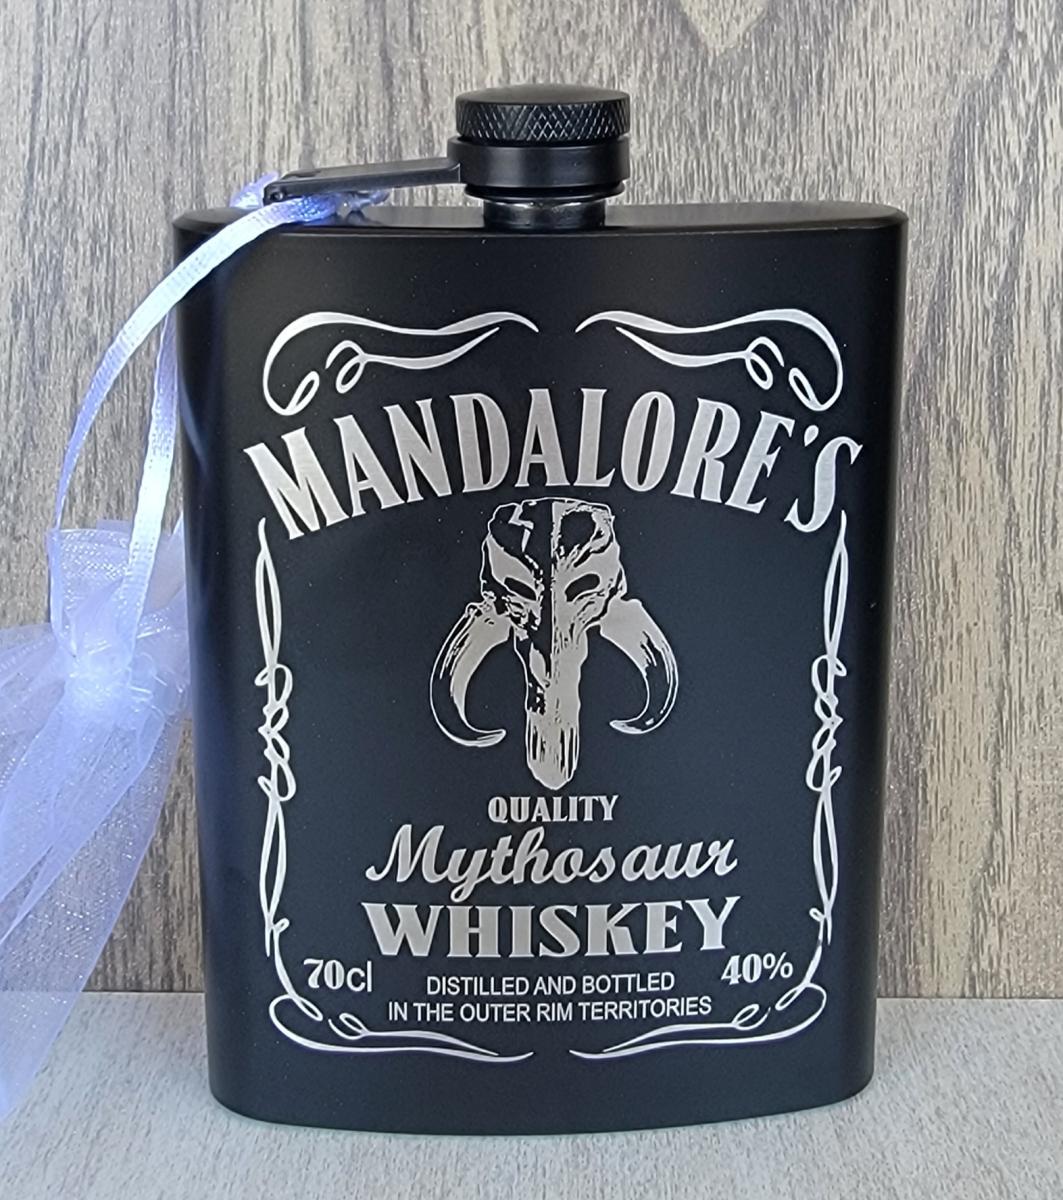 MANDALORE'S
QUALITY
Mythosaur
WHISKEY
70cl
40%
DISTILLED AND BOTTLED
IN THE OUTER RIM TERRITORIES